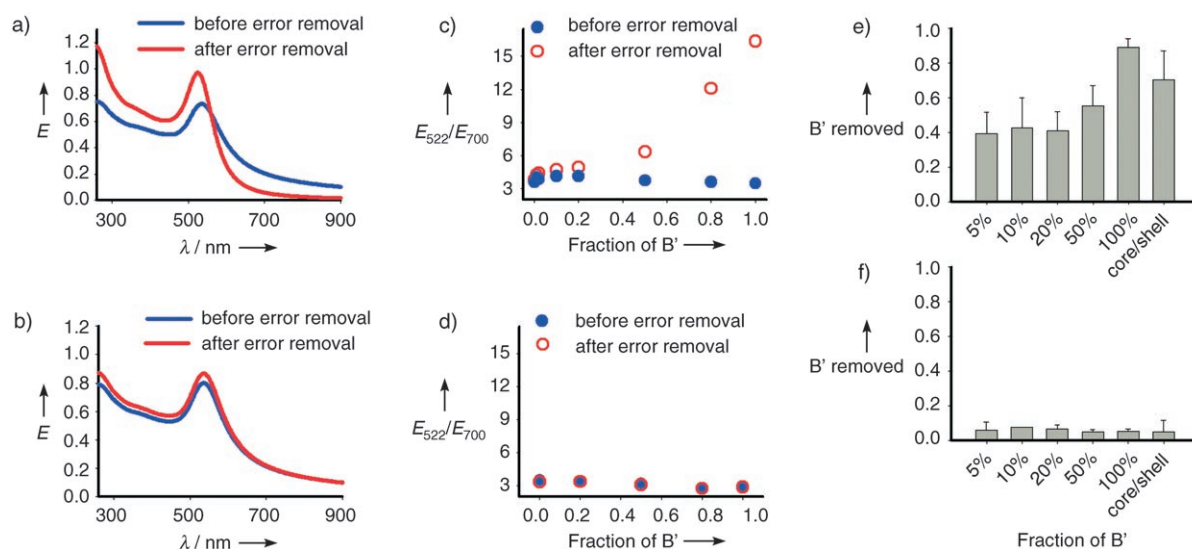 a)
before error removal
after error removal
1.2
1.0
0.8
0.6
0.4
0.2
0.0
E
300 500 700 900
λ / nm
b)
before error removal
after error removal
1.2
1.0
0.8
0.6
0.4
0.2
0.0
E
300 500 700 900
λ / nm
c)
before error removal
after error removal
15
12
9
6
3
E522/E700
0.0 0.2 0.4 0.6 0.8 1.0
Fraction of B'
d)
before error removal
after error removal
15
12
9
6
3
E522/E700
0.0 0.2 0.4 0.6 0.8 1.0
Fraction of B'
e)
1.0
0.8
0.6
0.4
0.2
0.0
B' removed
5% 10% 20% 50% 100% core/shell
f)
1.0
0.8
0.6
0.4
0.2
0.0
B' removed
5% 10% 20% 50% 100% core/shell
Fraction of B'